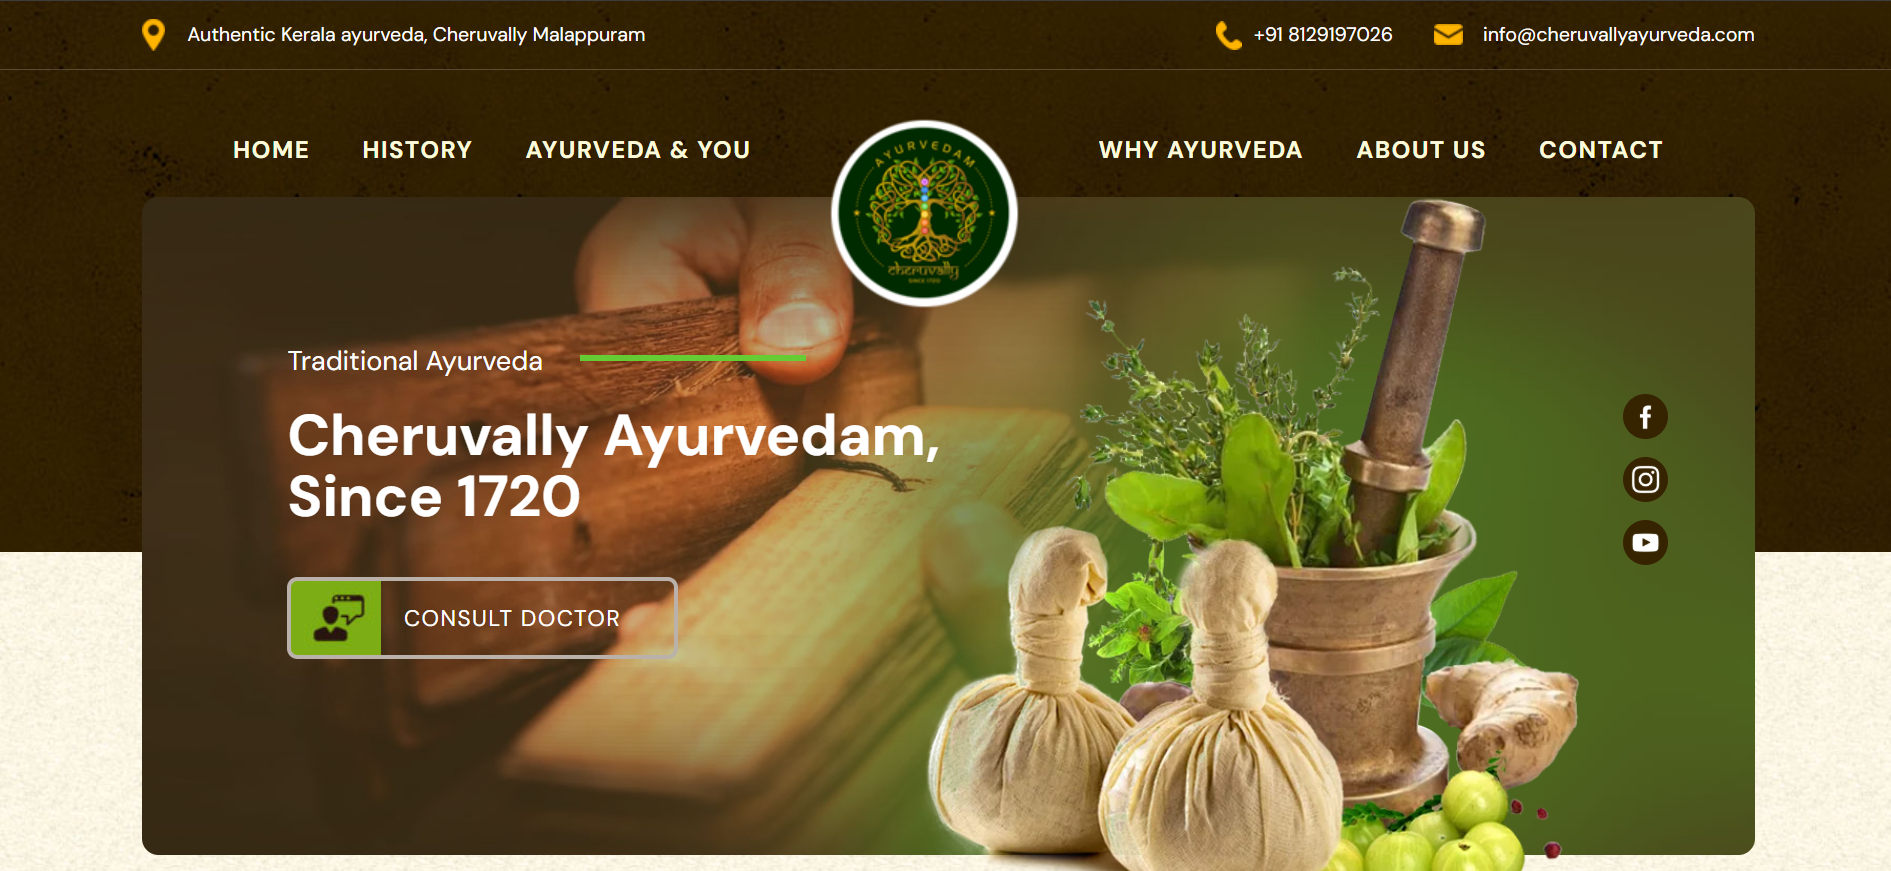 Authentic Kerala ayurveda, Cheruvally Malappuram
+91 8129197026
info@cheruvallyayurveda.com
HOME
HISTORY
AYURVEDA & YOU
WHY AYURVEDA
ABOUT US
CONTACT
AYURVEDAM
cheruvally
SINCE 1720
Traditional Ayurveda
Cheruvally Ayurvedam,
Since 1720
CONSULT DOCTOR